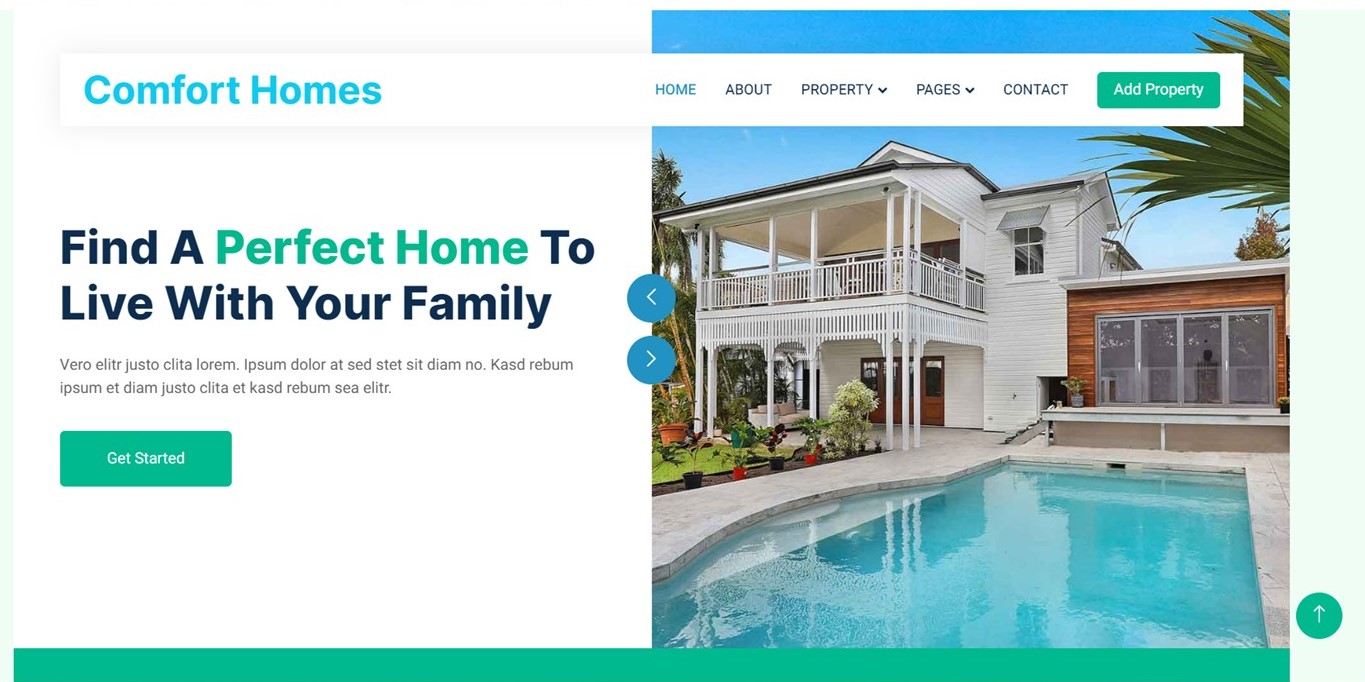 Comfort Homes
HOME ABOUT PROPERTY PAGES CONTACT Add Property
Find A Perfect Home To
Live With Your Family
Vero elitr justo clita lorem. Ipsum dolor at sed stet sit diam no. Kasd rebum
ipsum et diam justo clita et kasd rebum sea elitr.
Get Started